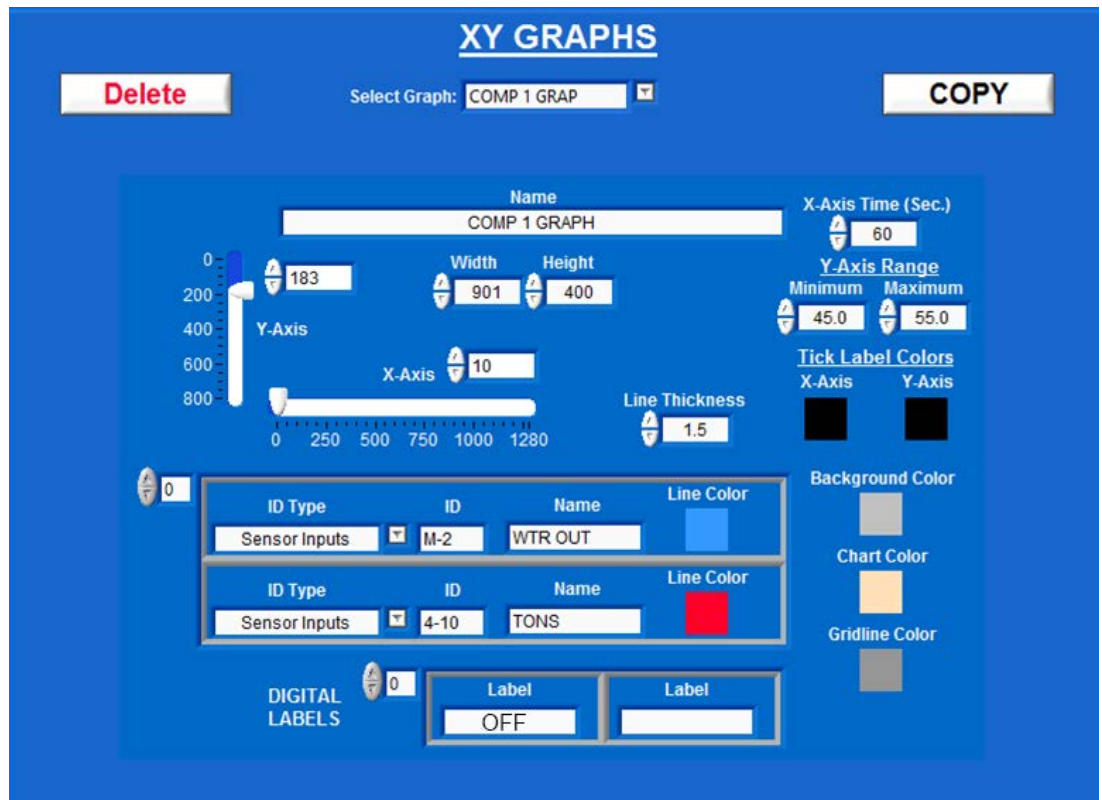 XY GRAPHS
Delete
Select Graph: COMP 1 GRAP
COPY
Name
COMP 1 GRAPH
X-Axis Time (Sec.)
60
0
200
400
600
800
183
Y-Axis
Width Height
901 400
Y-Axis Range
Minimum Maximum
45.0 55.0
X-Axis 10
0 250 500 750 1000 1280
Line Thickness
1.5
Tick Label Colors
X-Axis Y-Axis
0
ID Type ID Name Line Color
Sensor Inputs M-2 WTR OUT
ID Type ID Name Line Color
Sensor Inputs 4-10 TONS
Background Color
Chart Color
Gridline Color
DIGITAL
LABELS
0
Label Label
OFF